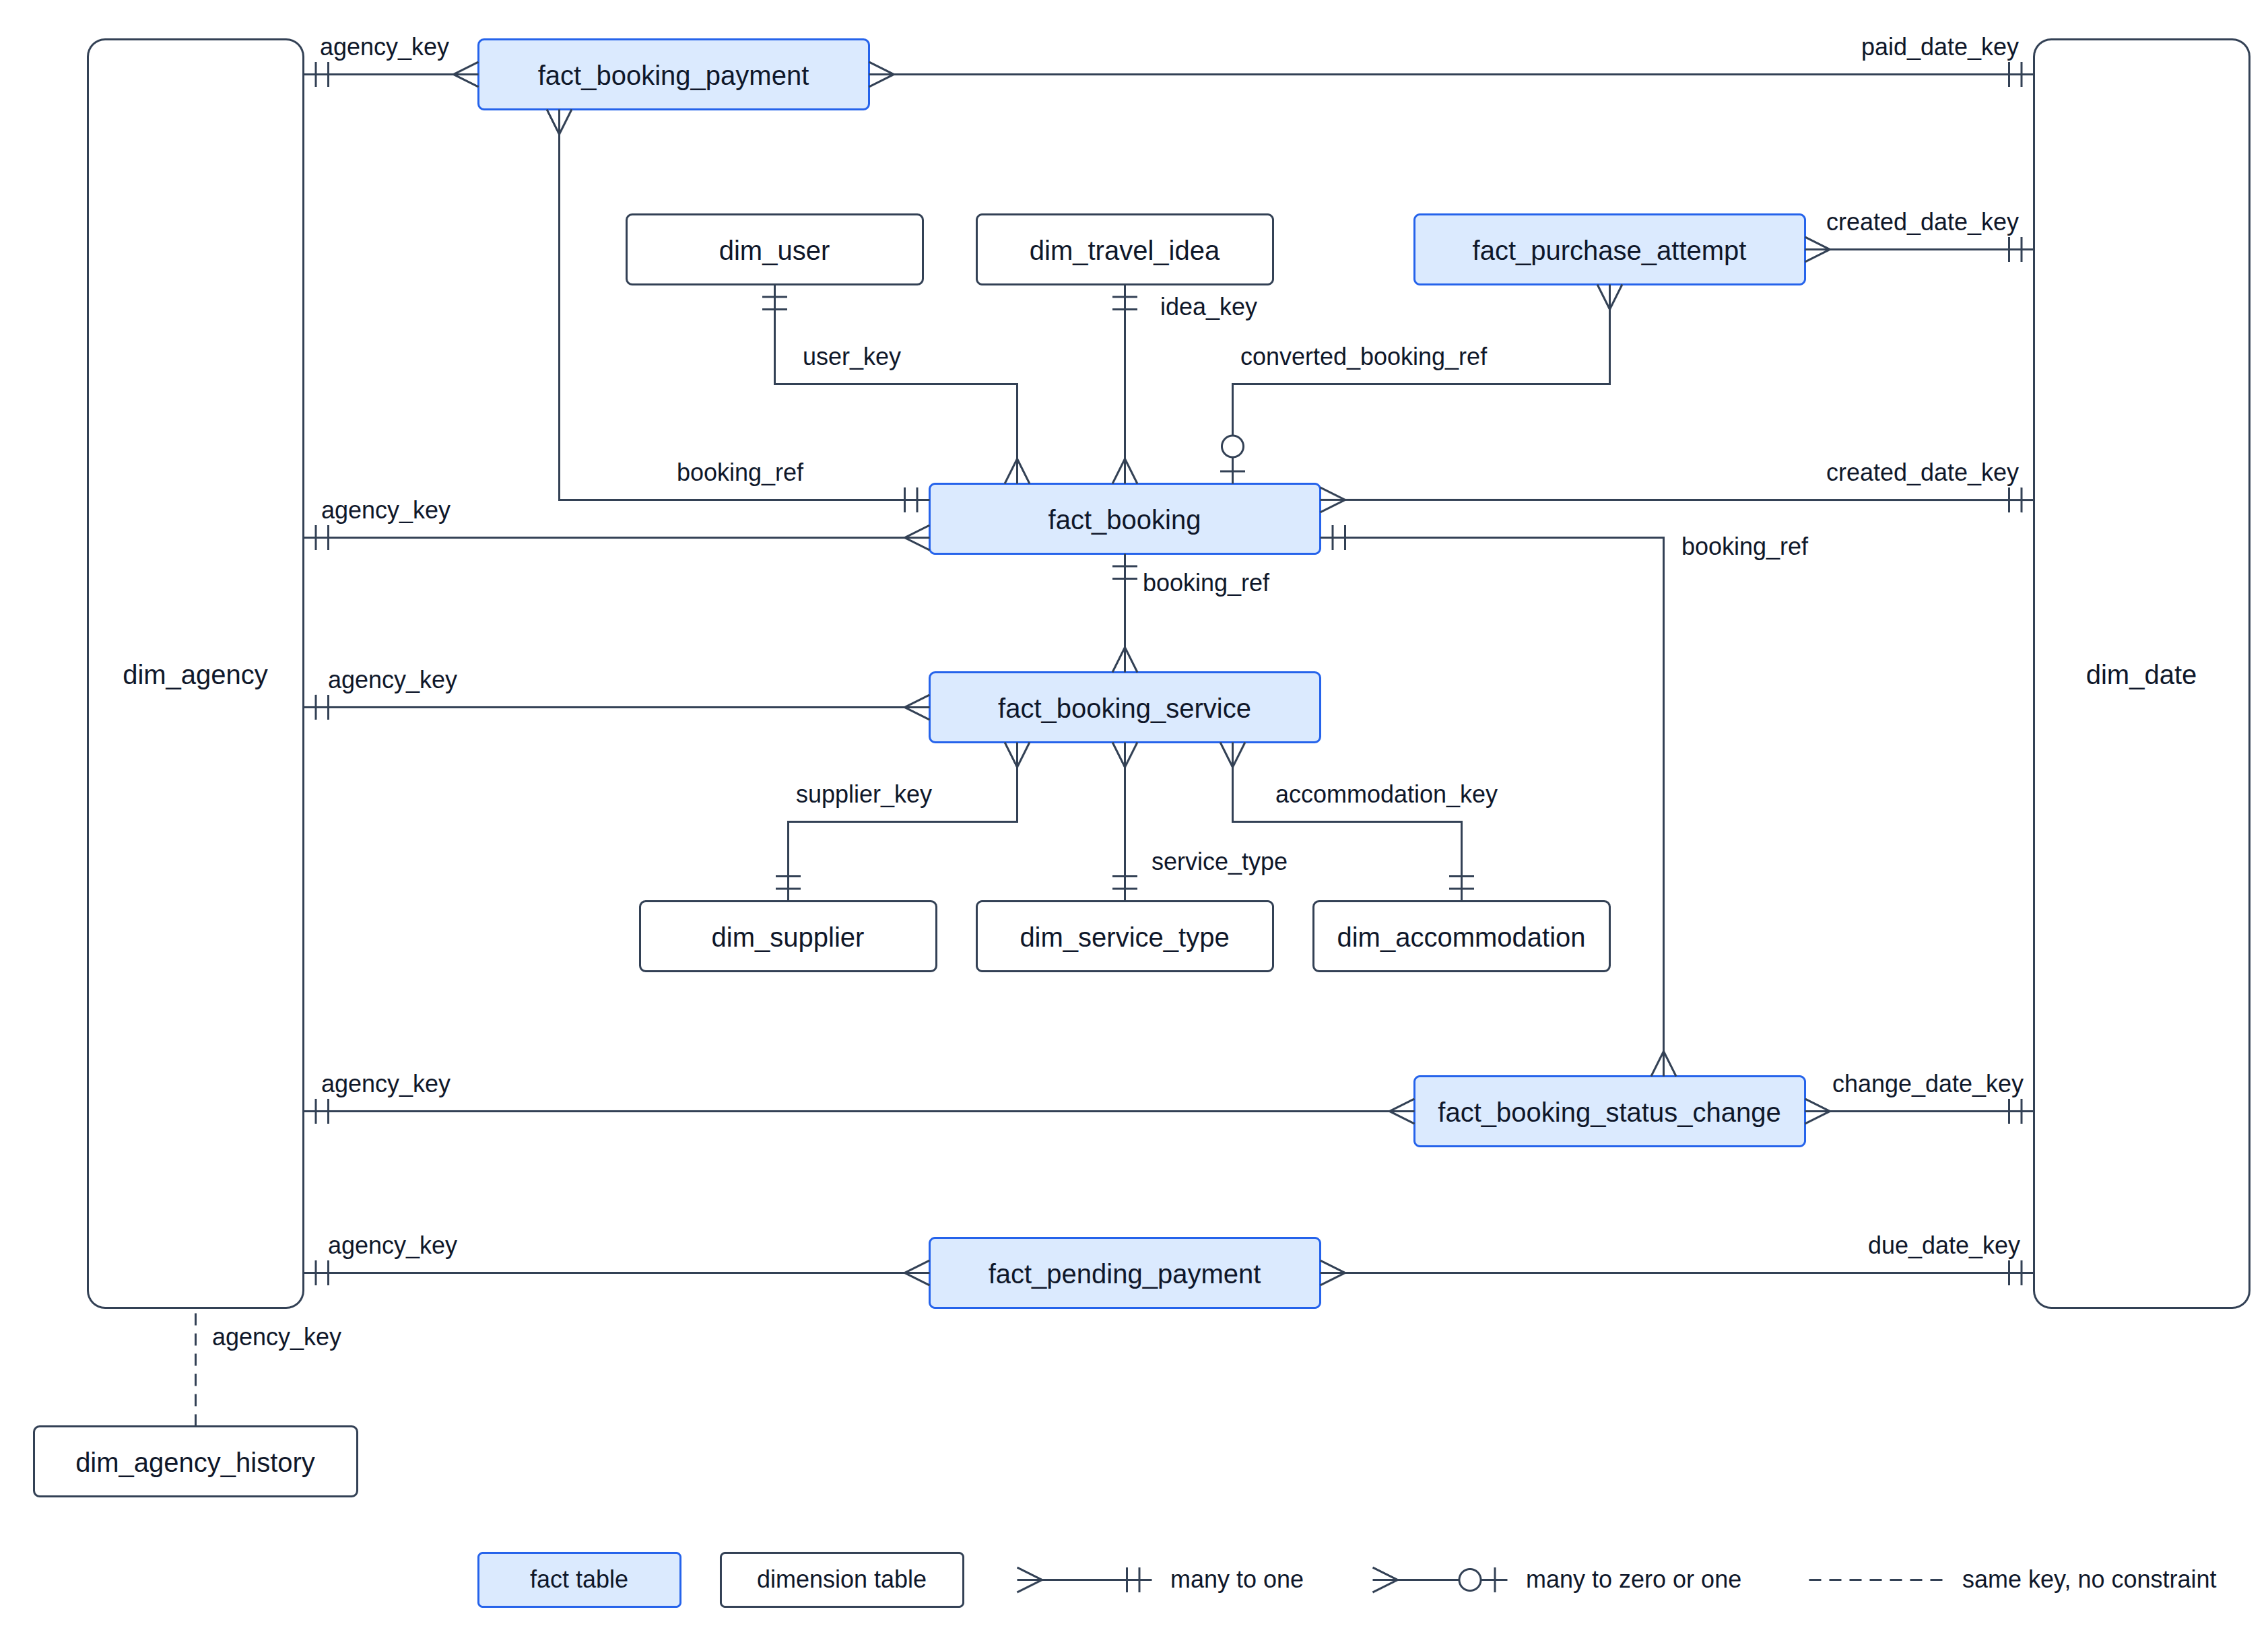 agency_key
paid_date_key
fact_booking_payment
created_date_key
dim_user
dim_travel_idea
fact_purchase_attempt
idea_key
user_key
converted_booking_ref
booking_ref
created_date_key
agency_key
fact_booking
booking_ref
booking_ref
dim_agency
agency_key
dim_date
fact_booking_service
supplier_key
accommodation_key
service_type
dim_supplier
dim_service_type
dim_accommodation
agency_key
change_date_key
fact_booking_status_change
agency_key
due_date_key
fact_pending_payment
agency_key
dim_agency_history
fact table
dimension table
many to one
many to zero or one
same key, no constraint